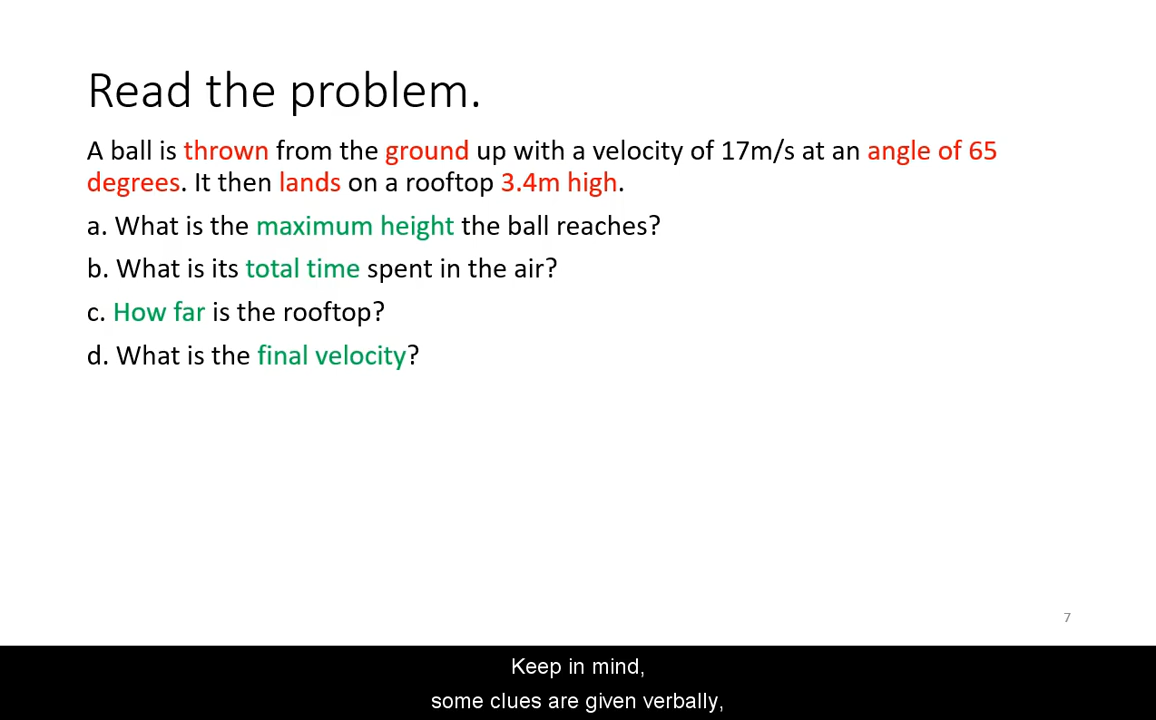 Read the problem.
A ball is thrown from the ground up with a velocity of 17m/s at an angle of 65
degrees. It then lands on a rooftop 3.4m high.
a. What is the maximum height the ball reaches?
b. What is its total time spent in the air?
c. How far is the rooftop?
d. What is the final velocity?
7
Keep in mind,
some clues are given verbally,